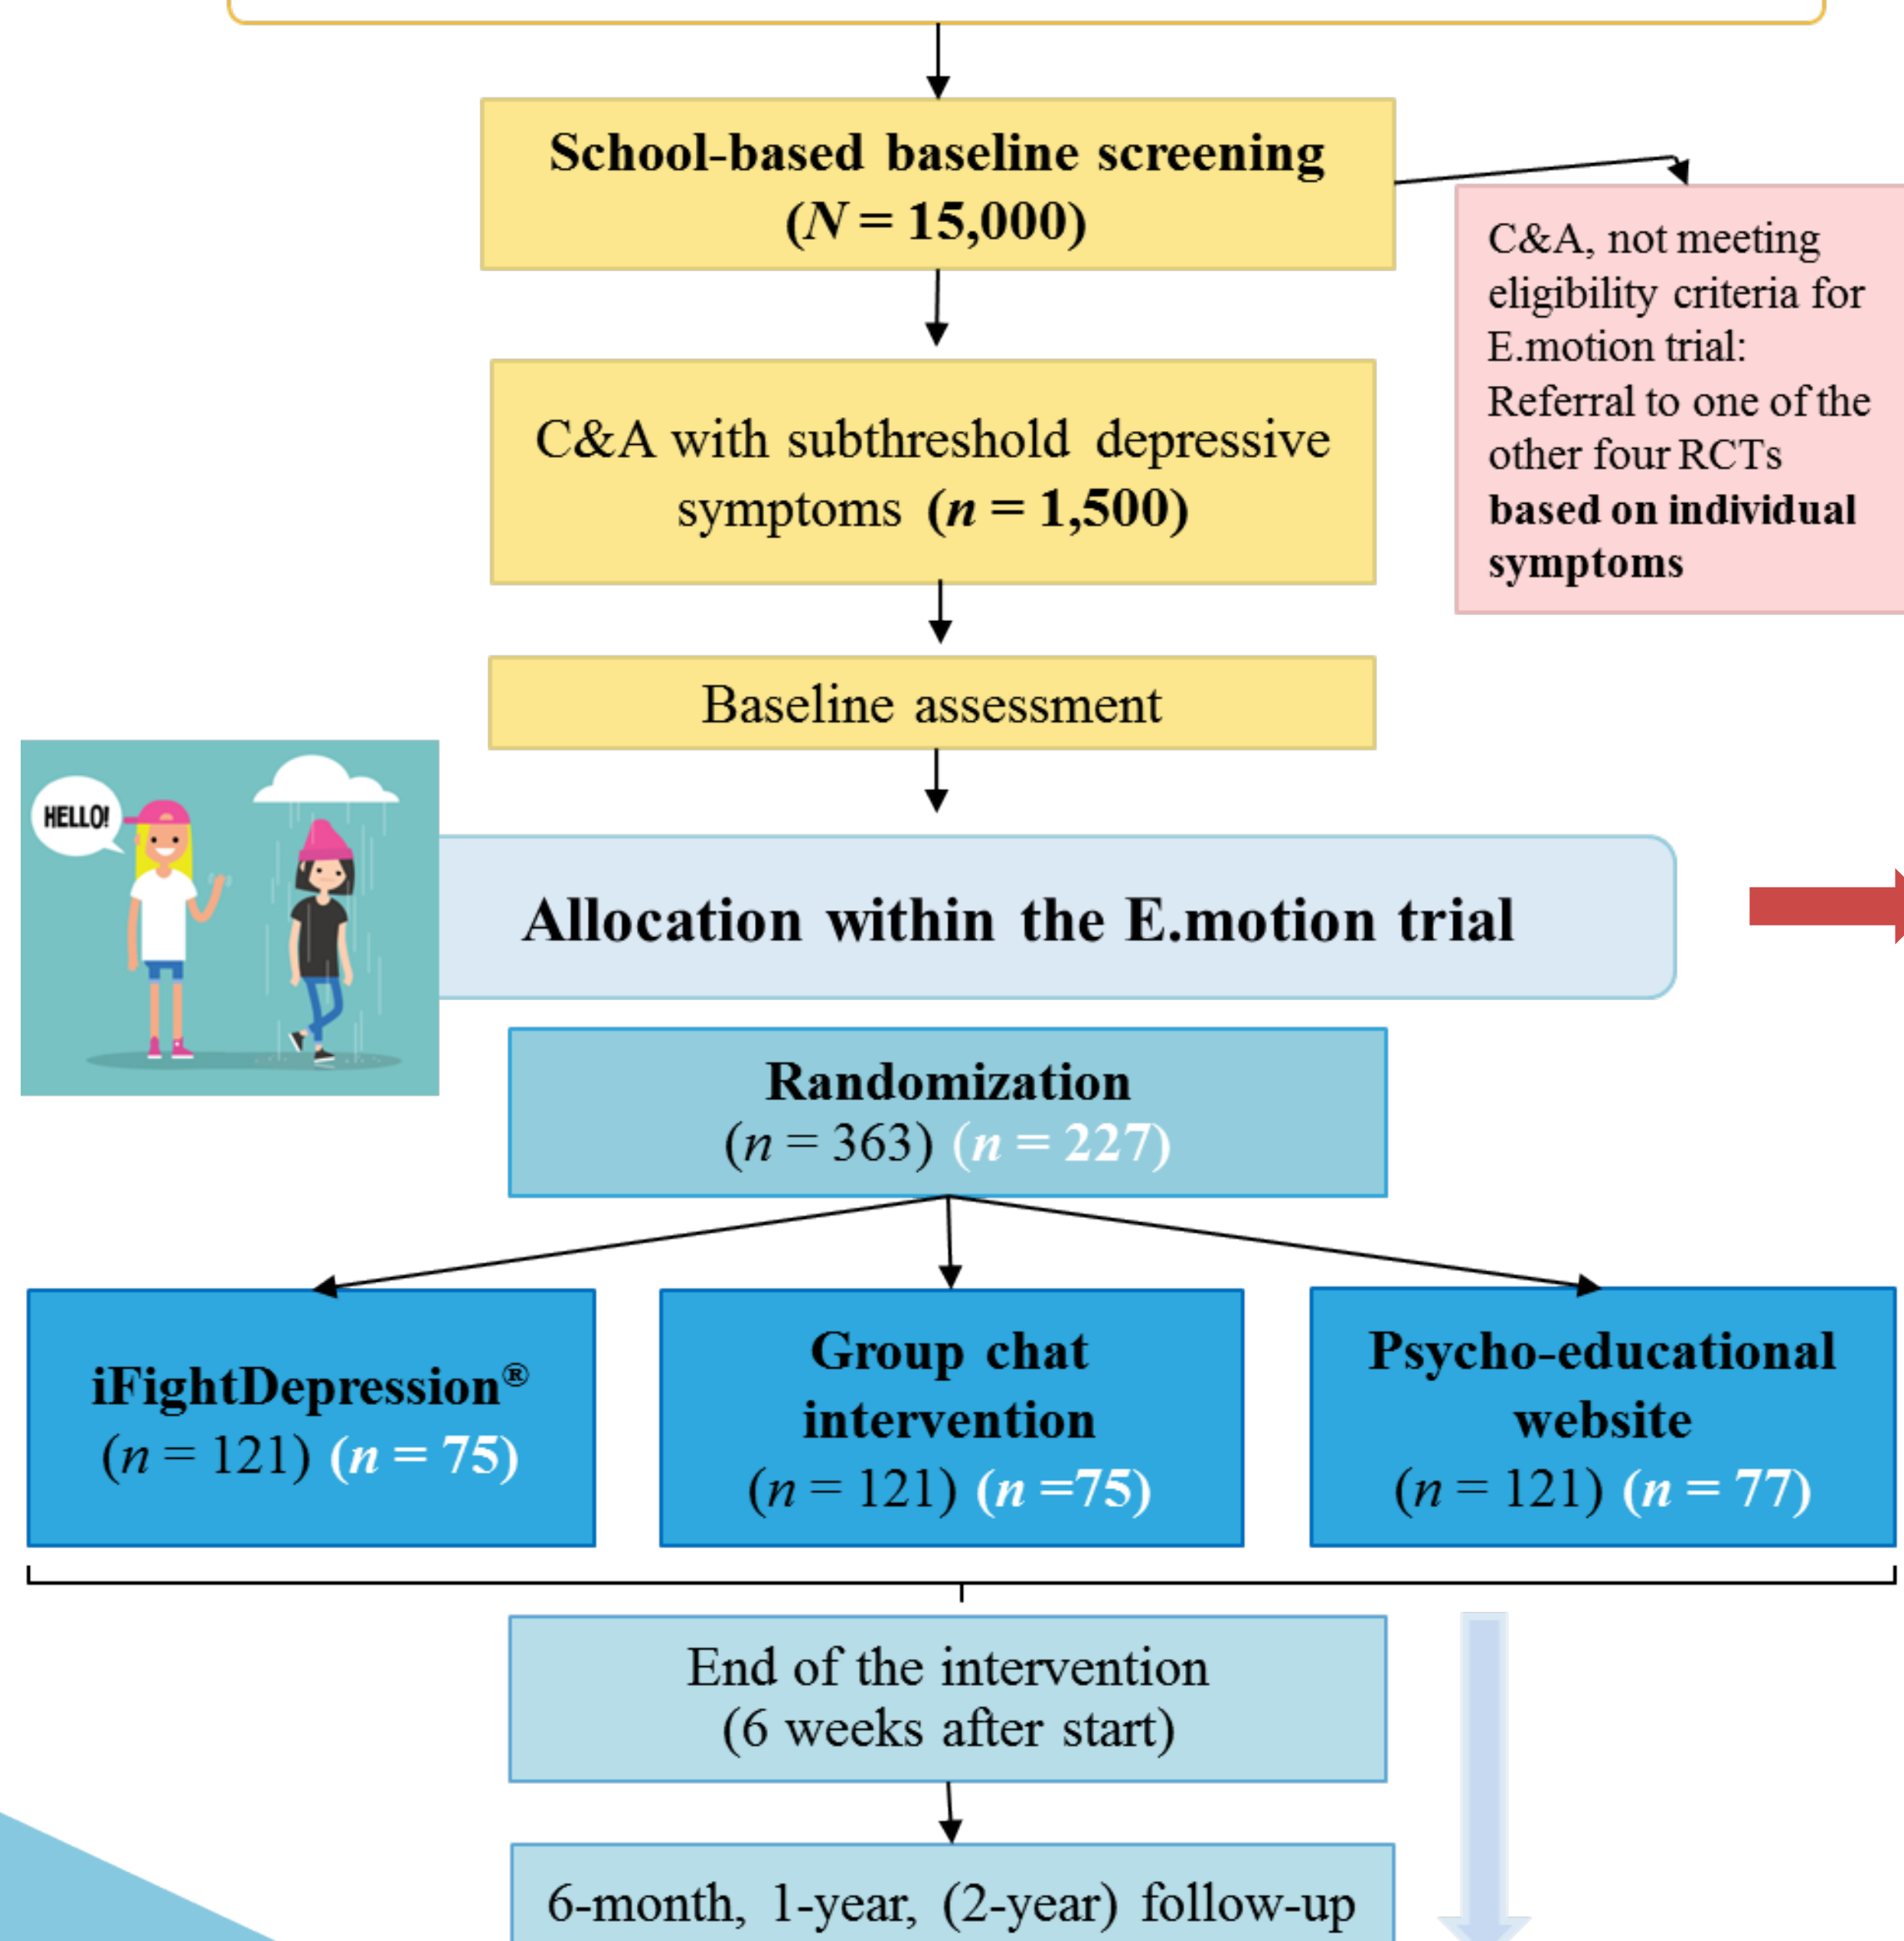 School-based baseline screening
(N = 15,000)
C&A, not meeting
eligibility criteria for
E.motion trial:
Referral to one of the
other four RCTs
based on individual
symptoms
C&A with subthreshold depressive
symptoms (n = 1,500)
Baseline assessment
HELLO!
Allocation within the E.motion trial
Randomization
(n = 363) (n = 227)
iFightDepression®
(n = 121) (n = 75)
Group chat
intervention
(n = 121) (n =75)
Psycho-educational
website
(n = 121) (n = 77)
End of the intervention
(6 weeks after start)
6-month, 1-year, (2-year) follow-up